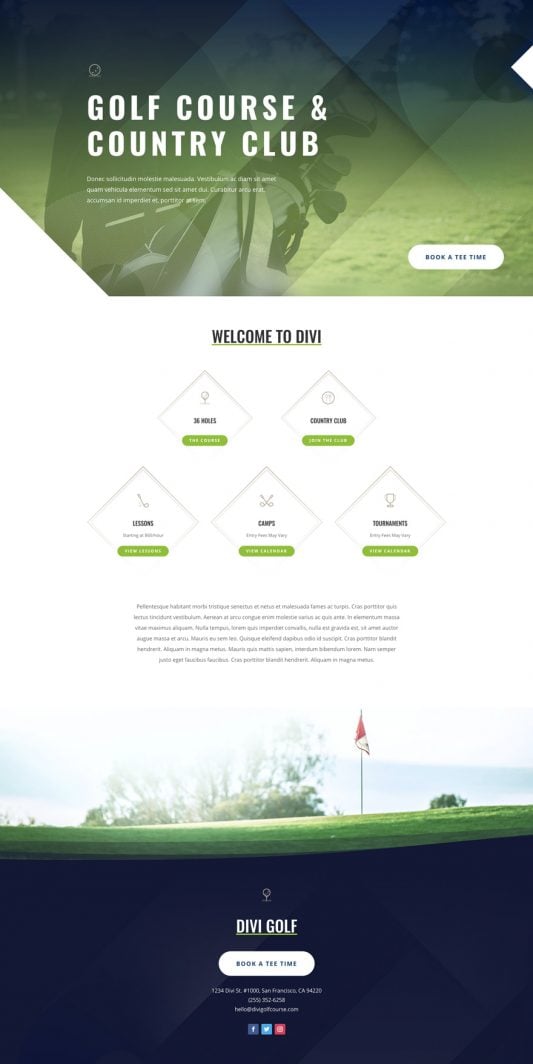 GOLF COURSE &
COUNTRY CLUB
Donec sollicitudin molestie malesuada. Vestibulum ac diam sit amet
quam vehicula elementum sed sit amet dui. Curabitur arcu erat,
accumsan id imperdiet et, porttitor at sem.
BOOK A TEE TIME
WELCOME TO DIVI
36 HOLES
THE COURSE
COUNTRY CLUB
JOIN THE CLUB
LESSONS
Starting at $00/hour
VIEW LESSONS
CAMPS
Entry Fees May Vary
VIEW CALENDAR
TOURNAMENTS
Entry Fees May Vary
VIEW CALENDAR
Pellentesque habitant morbi tristique senectus et netus et malesuada fames ac turpis. Cras porttitor quis
lectus tincidunt vestibulum. Aenean at arcu congue enim molestie varius ac quis ante. In elementum massa
vitae maximus aliquam. Nulla tempus, lorem quis imperdiet convallis, nulla est gravida est, sit amet auctor
augue massa et arcu. Mauris eu sem leo. Quisque eleifend dapibus odio id suscipit. Cras porttitor blandit
hendrerit. Aliquam in magna metus. Mauris quis mattis sapien, interdum bibendum lorem. Nam semper
justo eget faucibus faucibus. Cras porttitor blandit hendrerit. Aliquam in magna metus.
DIVI GOLF
BOOK A TEE TIME
1234 Divi St. #1000, San Francisco, CA 94220
(255) 352-6258
hello@divigolfcourse.com